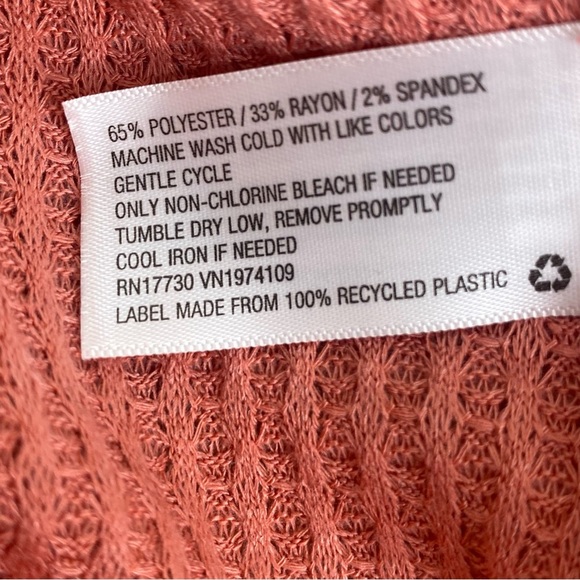 65% POLYESTER / 33% RAYON / 2% SPANDEX
MACHINE WASH COLD WITH LIKE COLORS
GENTLE CYCLE
ONLY NON-CHLORINE BLEACH IF NEEDED
TUMBLE DRY LOW, REMOVE PROMPTLY
COOL IRON IF NEEDED
RN17730 VN1974109
LABEL MADE FROM 100% RECYCLED PLASTIC